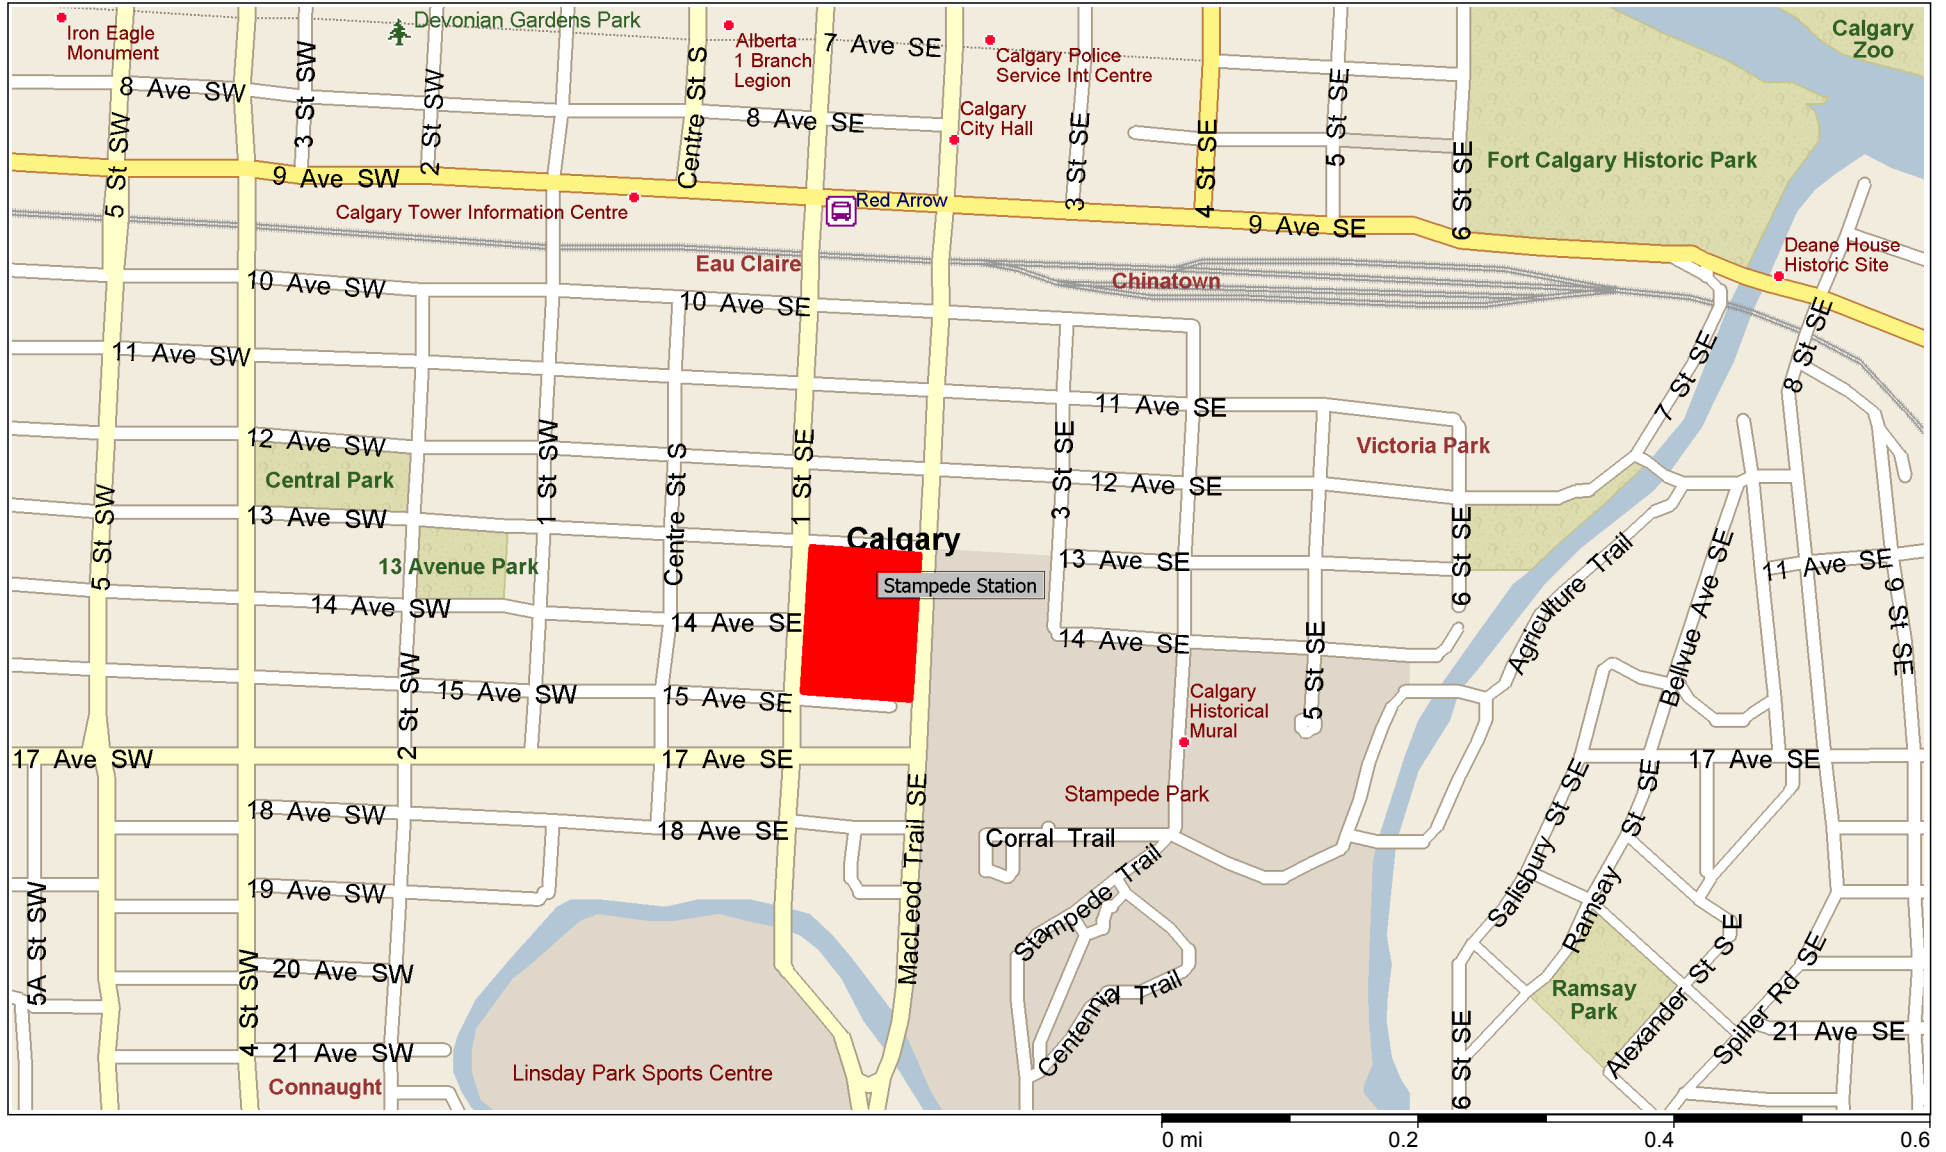 Iron Eagle
Monument
Devonian Gardens Park
Alberta
1 Branch
Legion
7 Ave SE
Calgary Police
Service Int Centre
Calgary
Zoo
8 Ave SW
3 St SW
2 St SW
Centre St S
8 Ave SE
Calgary
City Hall
3 St SE
4 St SE
5 St SE
6 St SE
Fort Calgary Historic Park
5 St SW
9 Ave SW
Calgary Tower Information Centre
Red Arrow
9 Ave SE
Deane House
Historic Site
Eau Claire
Chinatown
10 Ave SW
10 Ave SE
8 St SE
7 St SE
11 Ave SW
11 Ave SE
12 Ave SW
1 St SW
Centre St S
1 St SE
3 St SE
Victoria Park
Central Park
12 Ave SE
5 St SW
13 Ave SW
Calgary
13 Avenue Park
Stampede Station
13 Ave SE
6 St SE
Agriculture Trail
Bellvue Ave SE
11 Ave SE
9 St SE
14 Ave SW
14 Ave SE
14 Ave SE
5 St SE
2 St SW
15 Ave SW
15 Ave SE
Calgary
Historical
Mural
17 Ave SW
17 Ave SE
17 Ave SE
Stampede Park
MacLeod Trail SE
Salisbury St SE
Ramsay St SE
18 Ave SW
18 Ave SE
Corral Trail
Stampede Trail
19 Ave SW
5A St SW
4 St SW
20 Ave SW
Centennial Trail
Ramsay
Park
Alexander St S E
Spiller Rd SE
21 Ave SE
6 St SE
21 Ave SW
Connaught
Linsday Park Sports Centre
0 mi
0.2
0.4
0.6